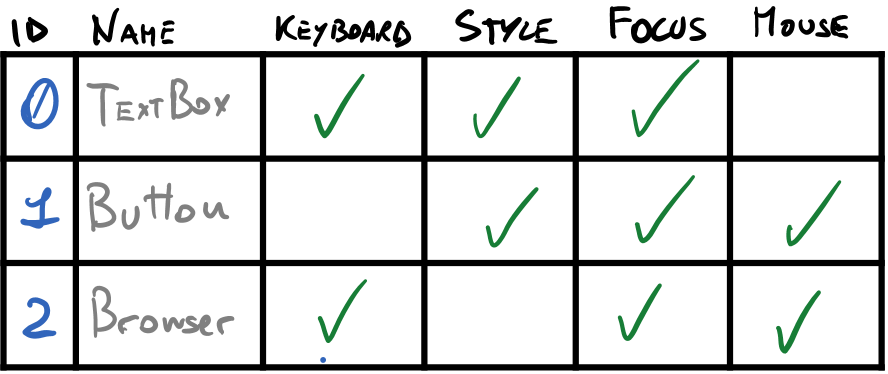 ID NAME KEYBOARD STYLE FOCUS MOUSE
0 TEXTBOX ✓ ✓ ✓
1 Button ✓ ✓ ✓
2 Browser ✓ ✓ ✓